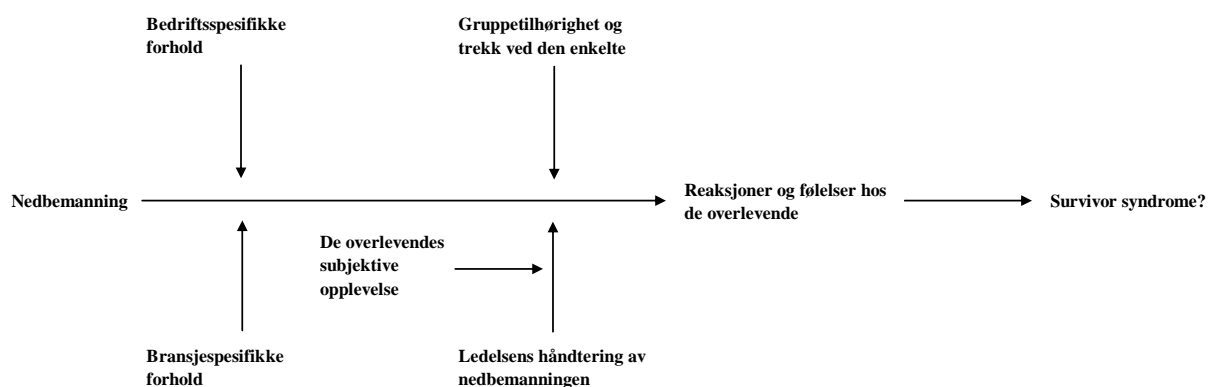 Bedriftsspesifikke
forhold
Gruppetilhørighet og
trekk ved den enkelte
Nedbemanning
Reaksjoner og følelser hos
de overlevende
Survivor syndrome?
De overlevendes
subjektive
opplevelse
Bransjespesifikke
forhold
Ledelsens håndtering av
nedbemanningen